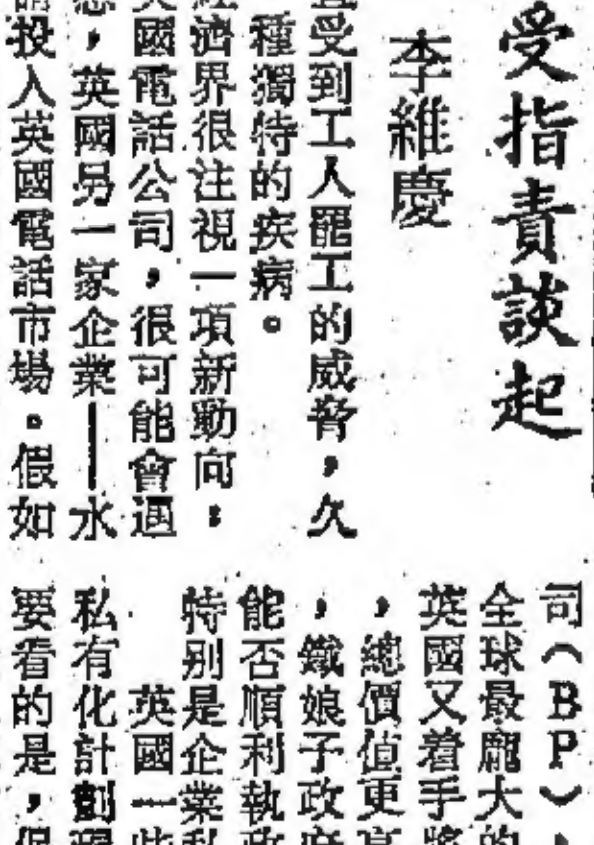 受指責談起
李維慶
受到工人罷工的威脅，久
種獨特的疾病。
濟界很注視一項新動向：
國電話公司，很可能會遇
，英國另一家企業——水
投入英國電話市場。假如
司（BP），
全球最龐大的
英國又着手將
，總價值更高
，鐵娘子政府
能否順利執政
特別是企業私
英國一些
私有化計劃
要看的是，但